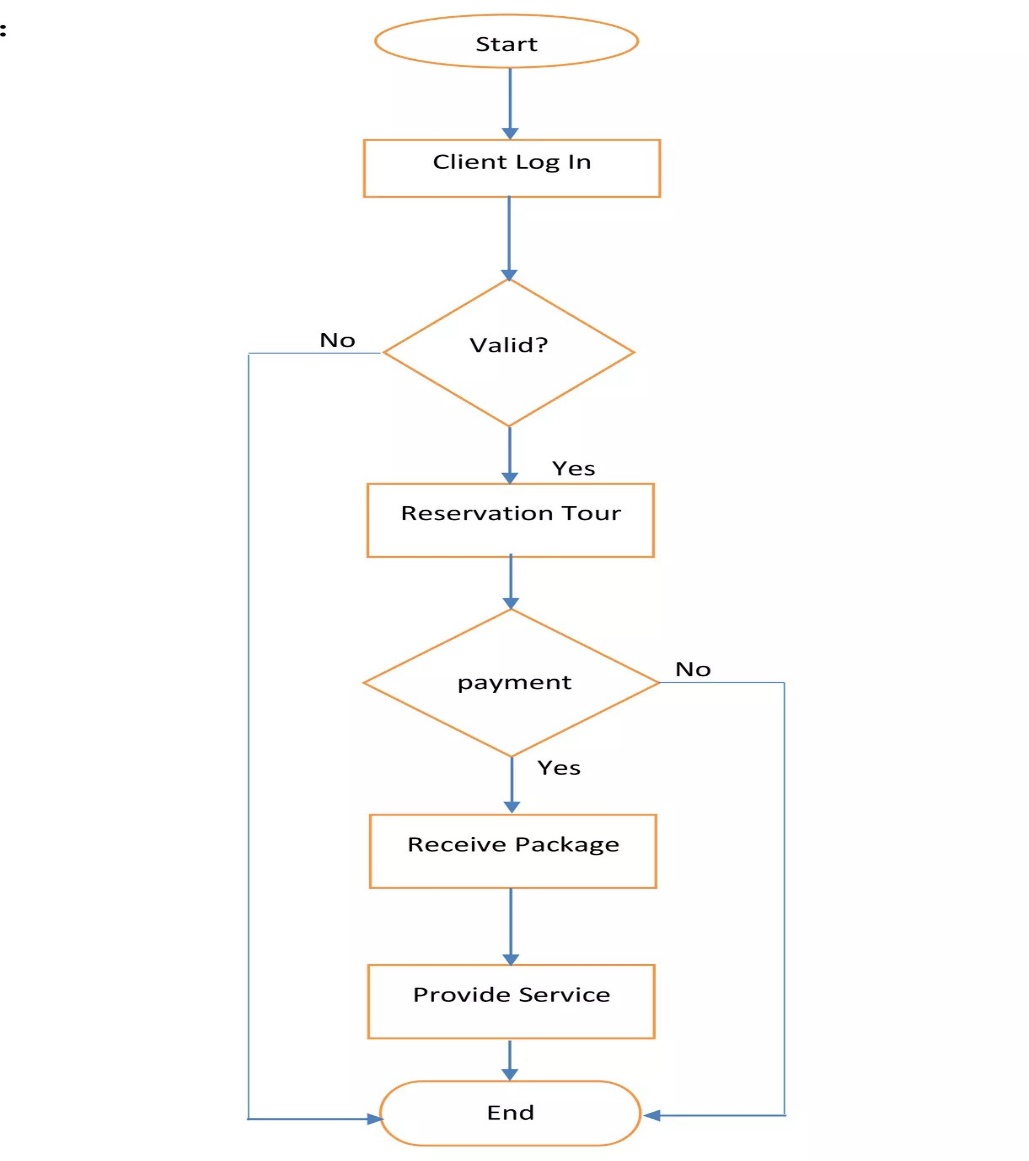 :
Start
Client Log In
No
Valid?
Yes
Reservation Tour
No
payment
Yes
Receive Package
Provide Service
End